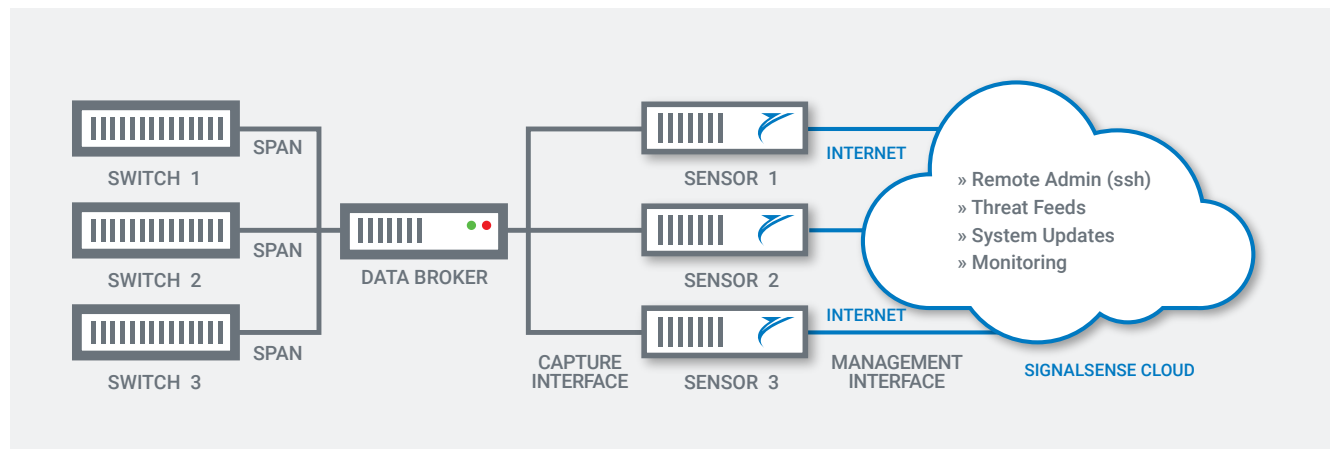 SPAN
SWITCH 1
SPAN
SWITCH 2
SPAN
SWITCH 3
DATA BROKER
CAPTURE
INTERFACE
SENSOR 1
SENSOR 2
SENSOR 3
INTERNET
INTERNET
MANAGEMENT
INTERFACE
» Remote Admin (ssh)
» Threat Feeds
» System Updates
» Monitoring
SIGNALSENSE CLOUD